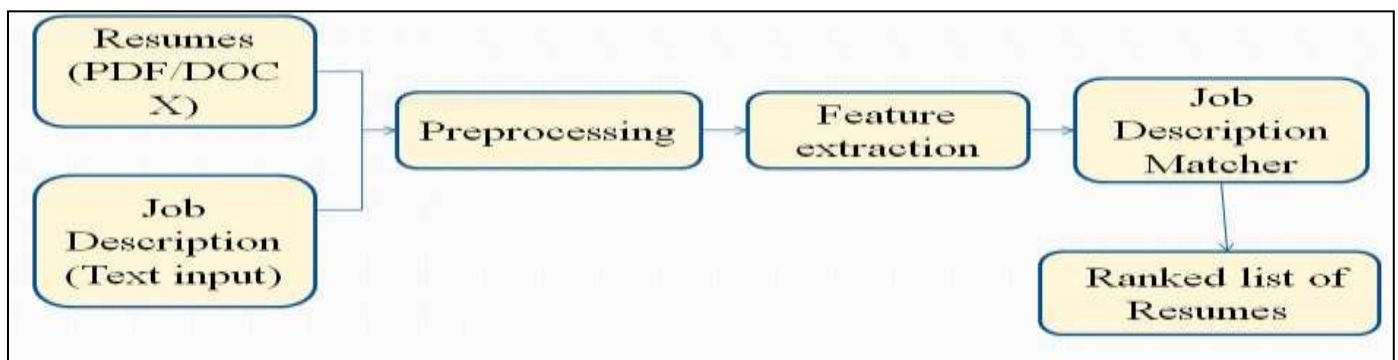 Resumes
(PDF/DOC
X)
Job
Description
(Text input)
Preprocessing
Feature
extraction
Job
Description
Matcher
Ranked list of
Resumes